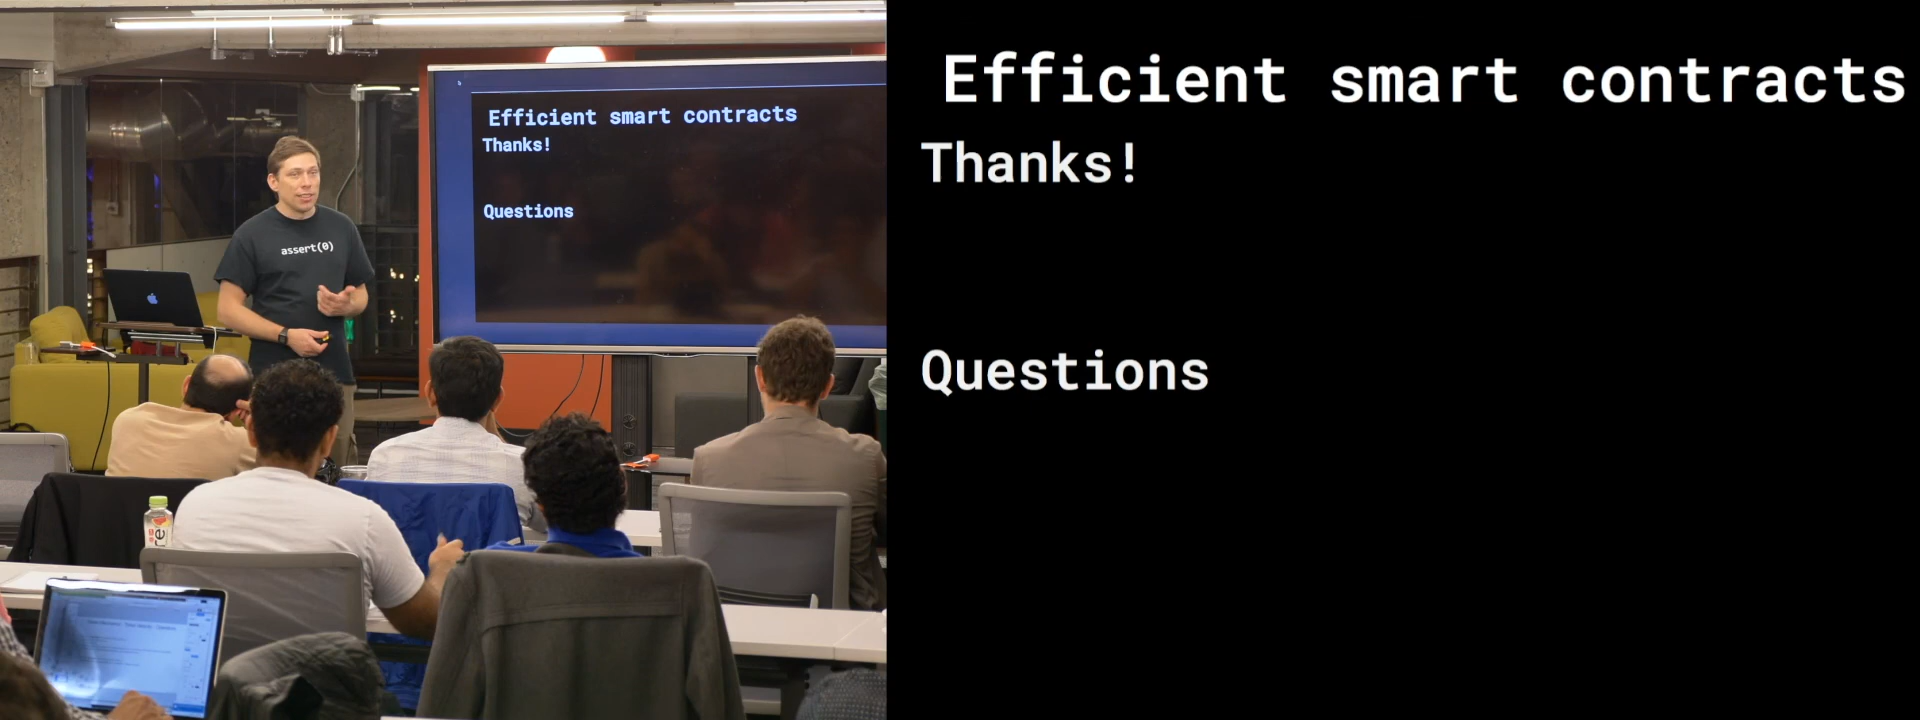 Efficient smart contracts
Thanks!
Questions
assert(0)
Efficient smart contracts
Thanks!
Questions